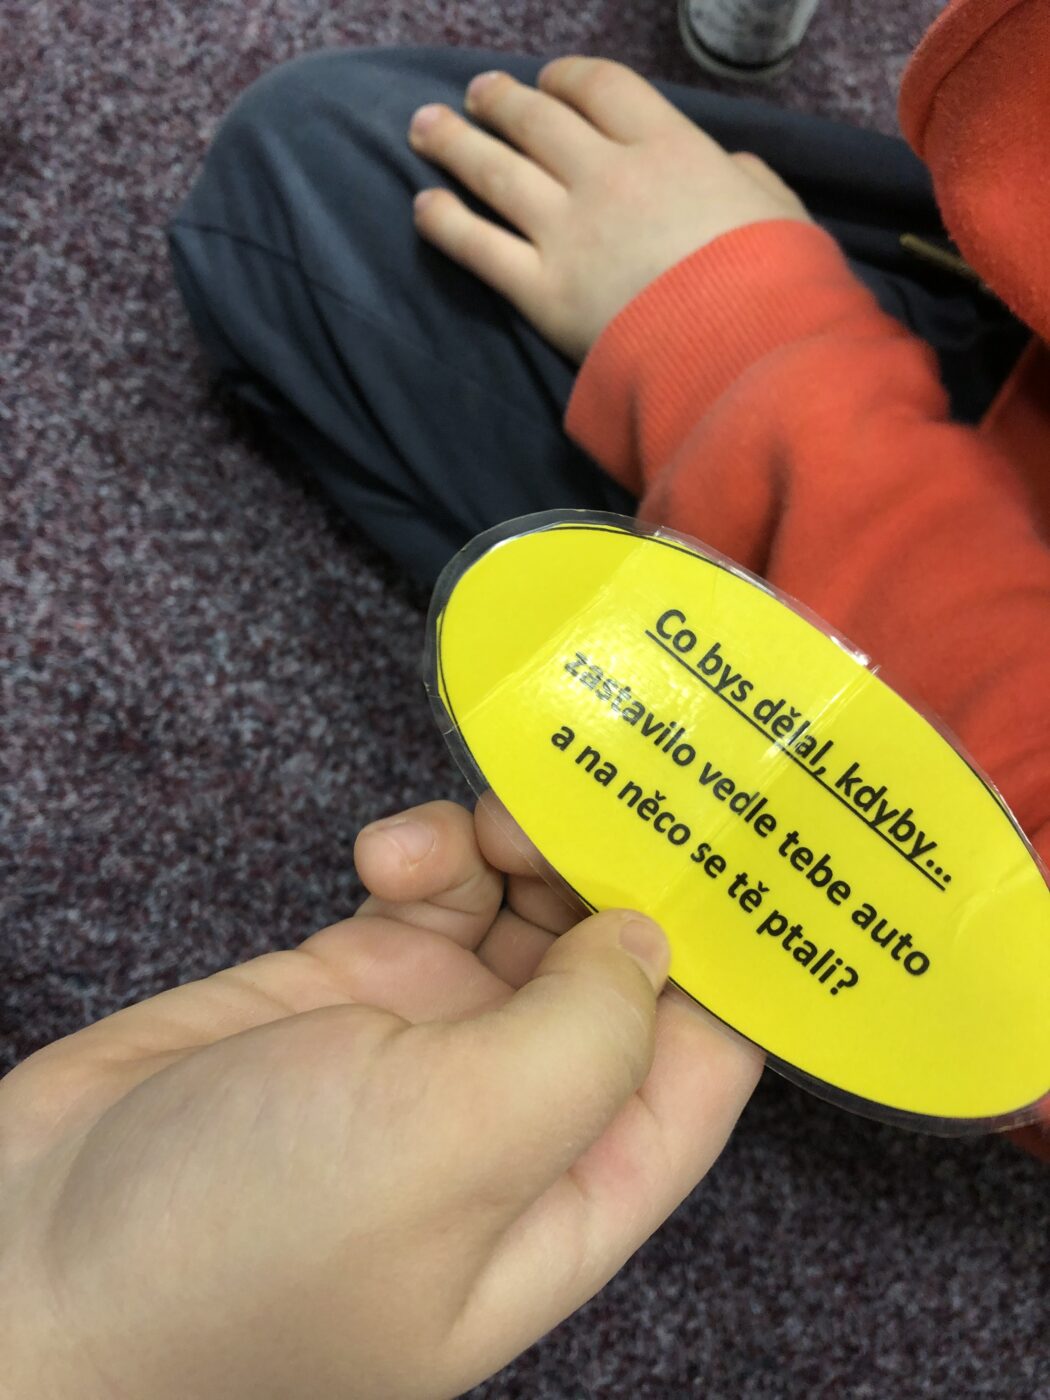 Co bys dělal, kdyby...
zastavilo vedle tebe auto
a na něco se tě ptali?